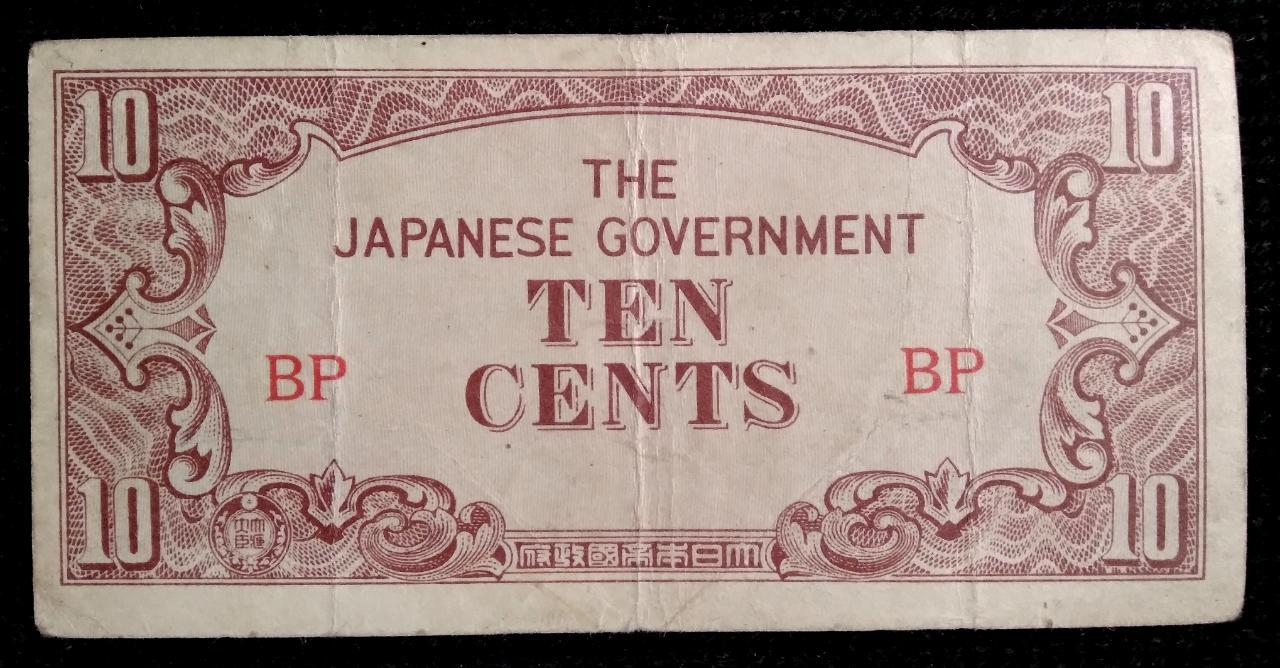 10 10
THE
JAPANESE GOVERNMENT
TEN
CENTS
BP BP
10 10
大日本帝國政府